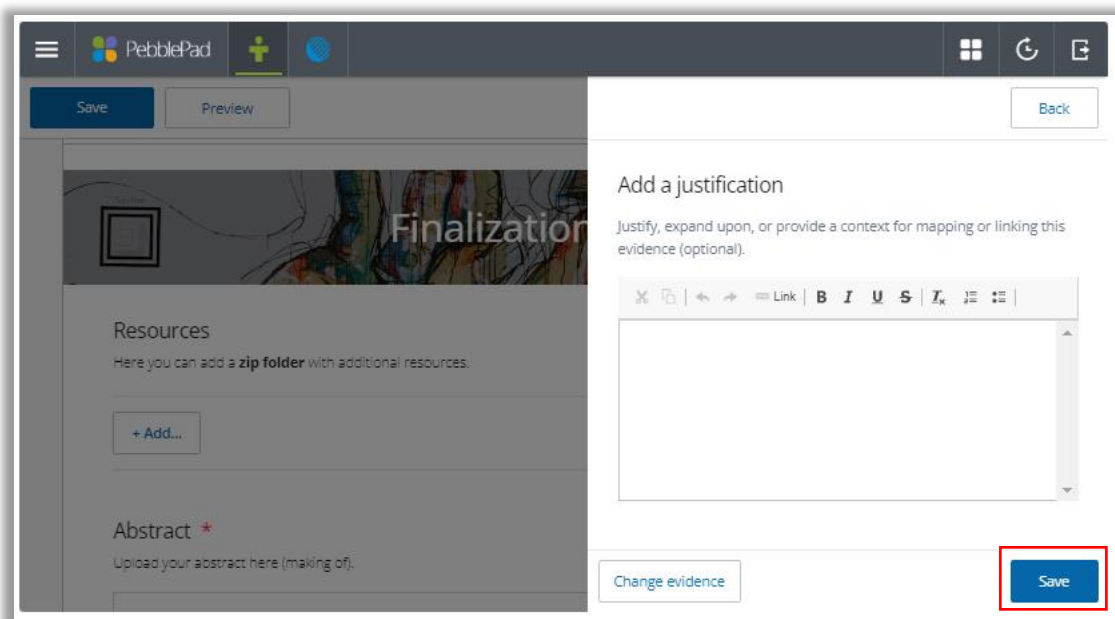 PebblePad
Save
Preview
Back
Finalization
Add a justification
Justify, expand upon, or provide a context for mapping or linking this
evidence (optional).
Link B I U S Tx
Resources
Here you can add a zip folder with additional resources.
+ Add...
Abstract *
Upload your abstract here (making of).
Change evidence
Save